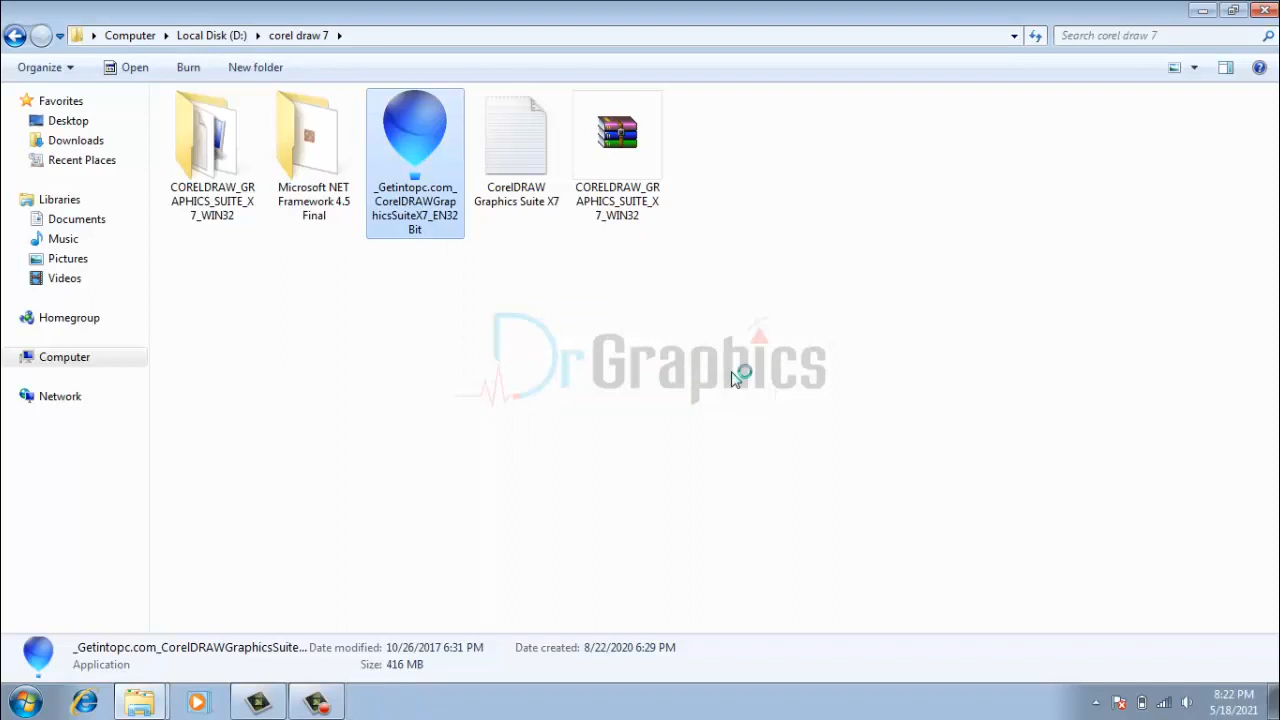 Computer
Local Disk (D:)
corel draw 7
Search corel draw 7
Organize
Open
Burn
New folder
Favorites
Desktop
Downloads
Recent Places
Libraries
Documents
Music
Pictures
Videos
Homegroup
Computer
Network
CORELDRAW_GR
APHICS_SUITE_X
7_WIN32
Microsoft NET
Framework 4.5
Final
_Getintopc.com_
CorelDRAWGrap
hicsSuiteX7_EN32
Bit
CorelDRAW
Graphics Suite X7
CORELDRAW_GR
APHICS_SUITE_X
7_WIN32
DrGraphics
_Getintopc.com_CorelDRAWGraphicsSuite... Date modified: 10/26/2017 6:31 PM Date created: 8/22/2020 6:29 PM
Application Size: 416 MB
8:22 PM
5/18/2021